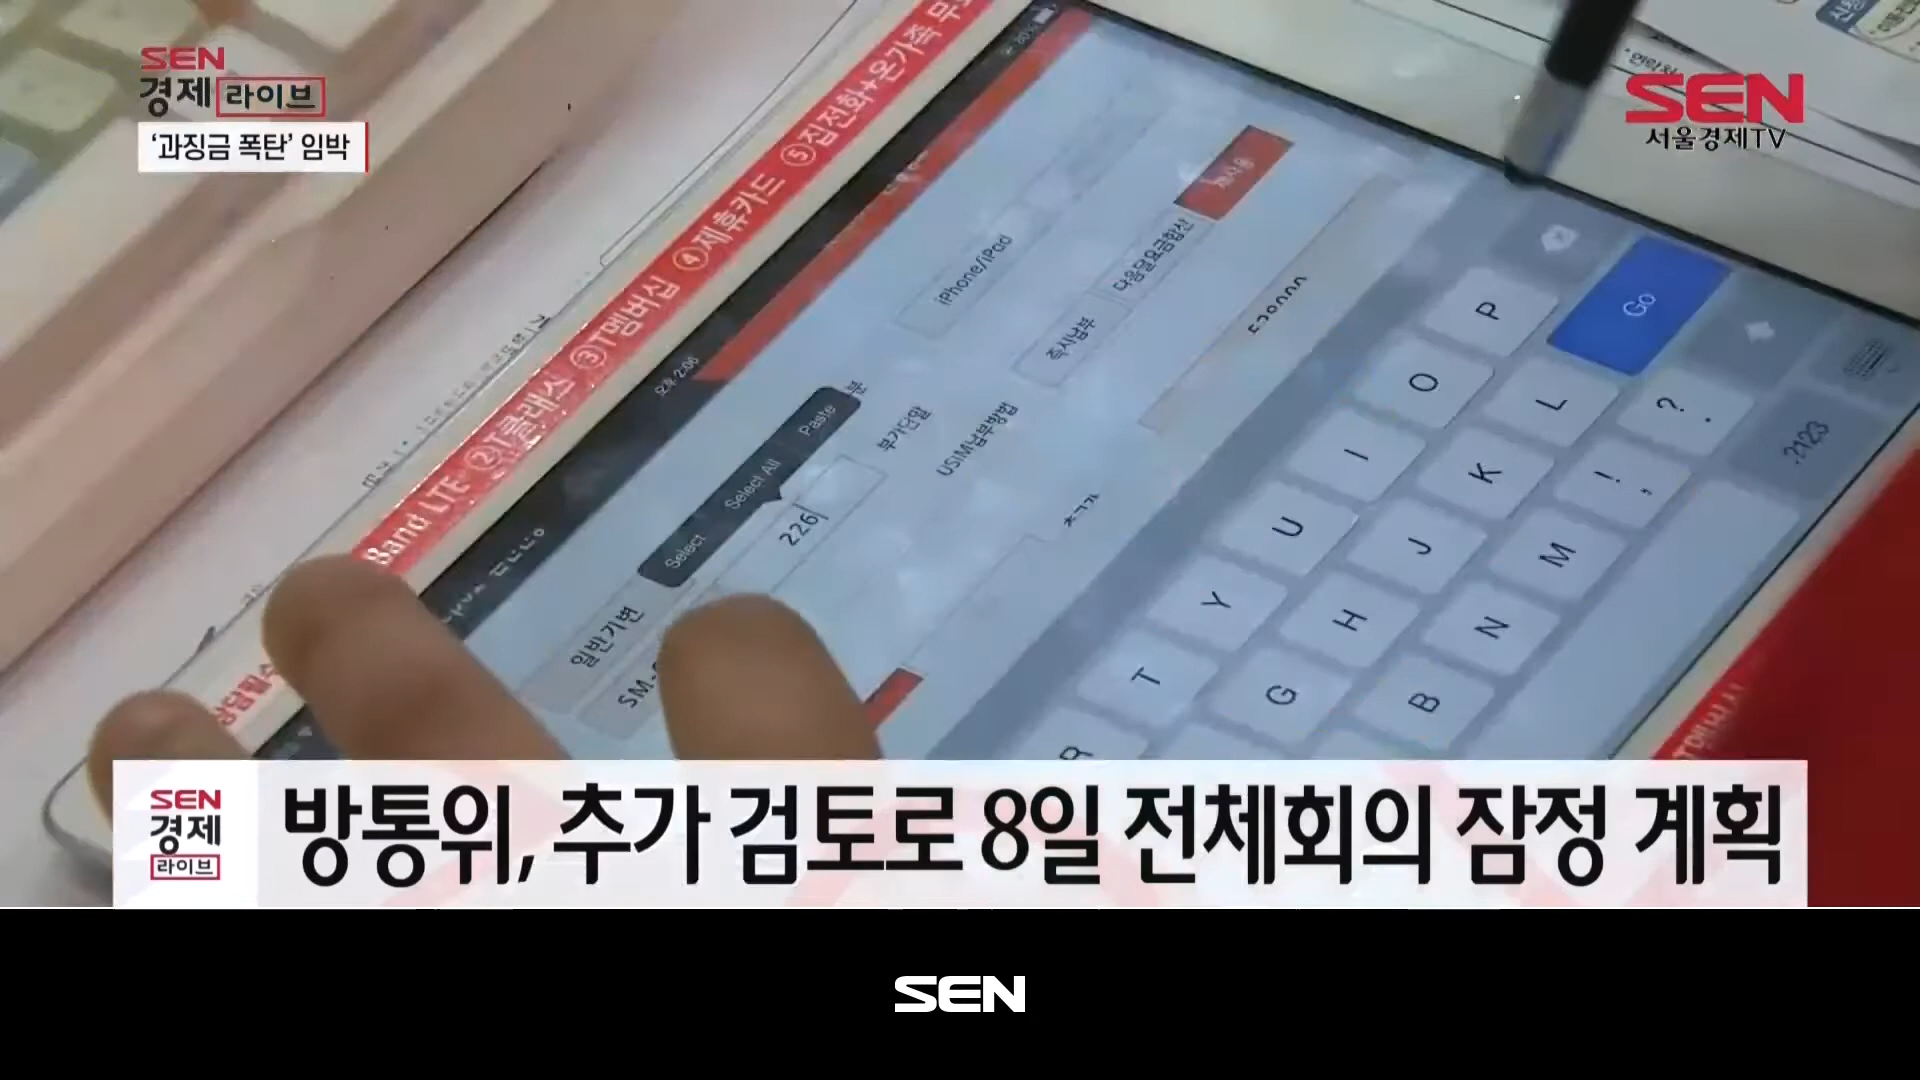 SEN
경제 라이브
'과징금 폭탄' 임박
SEN
서울경제TV
Band LTE ②T클래스 ③T멤버십 ④제휴카드 ⑤집전화+온가족
오후 2:06
iPhone/iPad
즉시납부
다음달요금합산
부가단말
USIM납부방법
Select
Select All
Paste
226
일반기변
SM-
P
Go
O
L
?
.
?123
I
K
!
,
U
J
M
Y
H
N
T
G
B
R
SEN
경제
라이브
방통위, 추가 검토로 8일 전체회의 잠정 계획
SEN